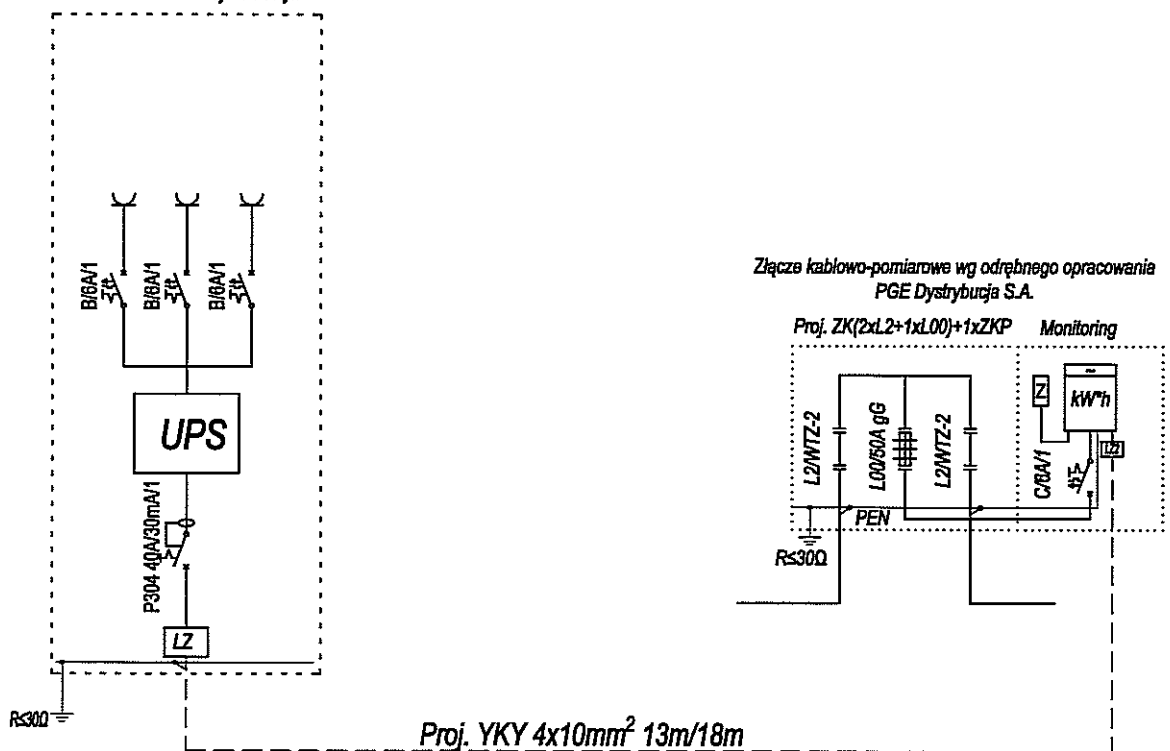 B/6A/1
B/6A/1
B/6A/1
UPS
P304 40A/30mA/1
LZ
R≤30Ω
Złącze kablowo-pomiarowe wg odrębnego opracowania
PGE Dystrybucja S.A.
Proj. ZK(2xL2+1xL00)+1xZKP
Monitoring
L2/WTZ-2
L00/50A gG
L2/WTZ-2
Z
kW*h
C/6A/1
LZ
PEN
R≤30Ω
Proj. YKY 4x10mm² 13m/18m